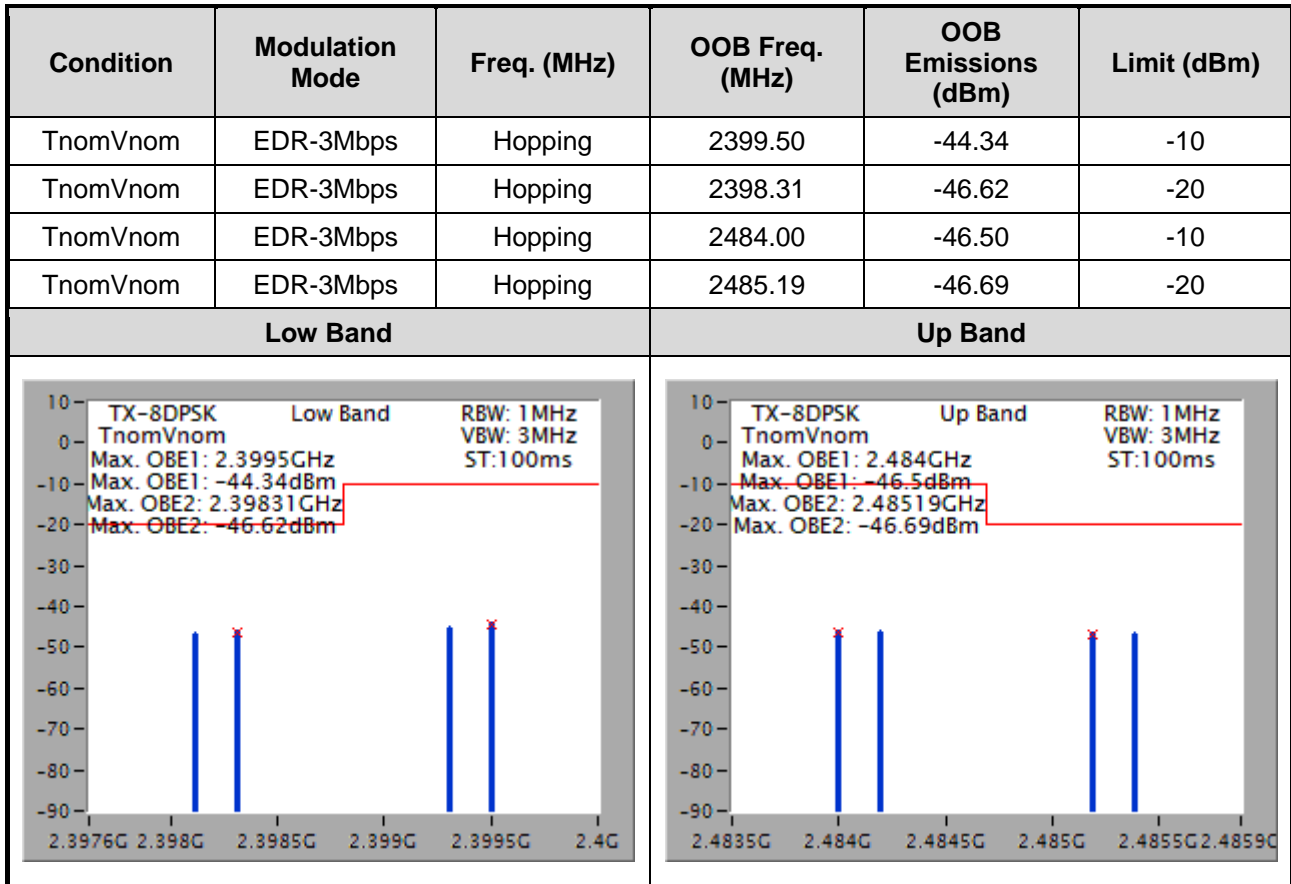 Condition Modulation Mode Freq. (MHz) OOB Freq. (MHz) OOB Emissions (dBm) Limit (dBm)
TnomVnom EDR-3Mbps Hopping 2399.50 -44.34 -10
TnomVnom EDR-3Mbps Hopping 2398.31 -46.62 -20
TnomVnom EDR-3Mbps Hopping 2484.00 -46.50 -10
TnomVnom EDR-3Mbps Hopping 2485.19 -46.69 -20
Low Band Up Band
TX-8DPSK Low Band RBW: 1MHz
TnomVnom VBW: 3MHz
Max. OBE1: 2.3995GHz ST:100ms
Max. OBE1: -44.34dBm
Max. OBE2: 2.39831GHz
Max. OBE2: -46.62dBm
10
0
-10
-20
-30
-40
-50
-60
-70
-80
-90
2.3976G 2.398G 2.3985G 2.399G 2.3995G 2.4G
TX-8DPSK Up Band RBW: 1MHz
TnomVnom VBW: 3MHz
Max. OBE1: 2.484GHz ST:100ms
Max. OBE1: -46.5dBm
Max. OBE2: 2.48519GHz
Max. OBE2: -46.69dBm
10
0
-10
-20
-30
-40
-50
-60
-70
-80
-90
2.4835G 2.484G 2.4845G 2.485G 2.4855G 2.4859G